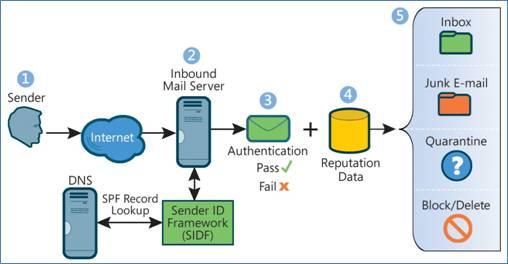 1
Sender
Internet
2
Inbound
Mail Server
3
Authentication
Pass ✓
Fail ✗
+
4
Reputation
Data
DNS
SPF Record
Lookup
Sender ID
Framework
(SIDF)
5
Inbox
Junk E-mail
Quarantine
?
Block/Delete